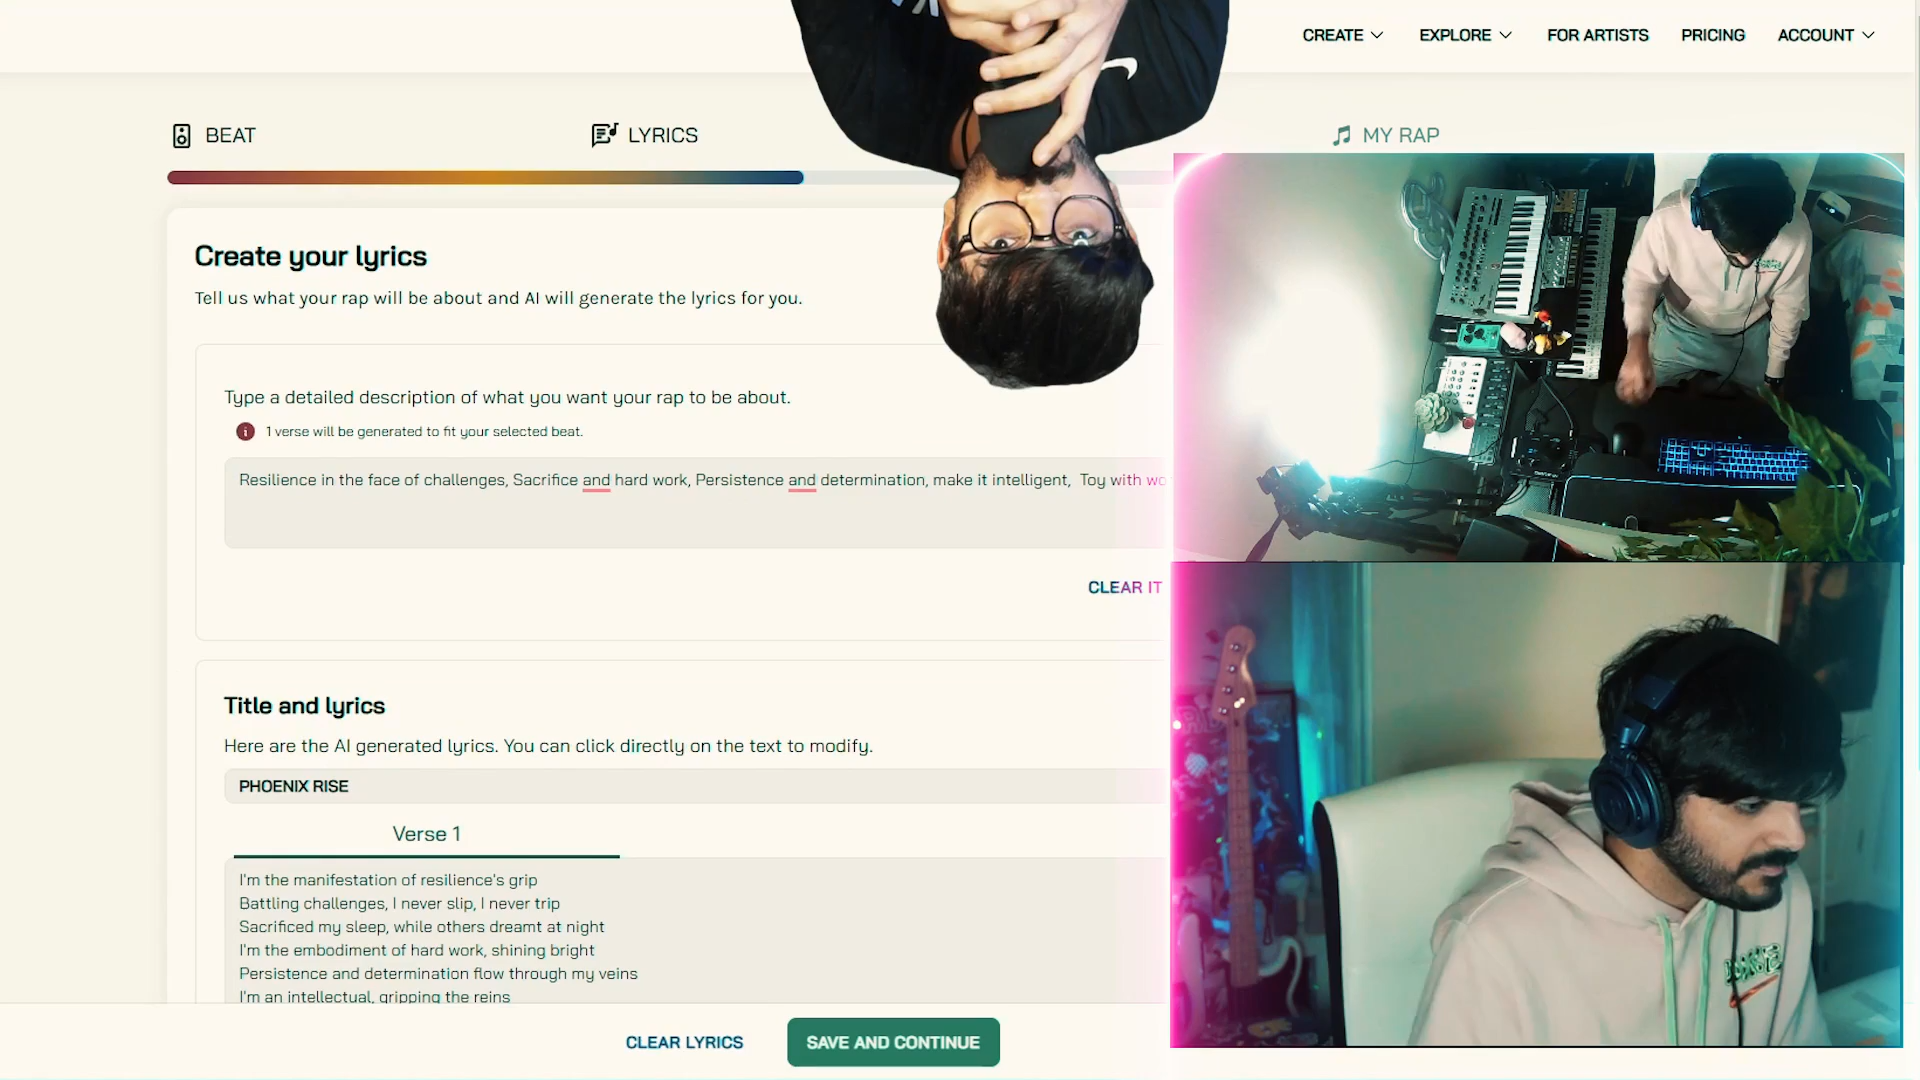 CREATE EXPLORE FOR ARTISTS PRICING ACCOUNT
BEAT LYRICS MY RAP
Create your lyrics
Tell us what your rap will be about and AI will generate the lyrics for you.
Type a detailed description of what you want your rap to be about.
1 verse will be generated to fit your selected beat.
Resilience in the face of challenges, Sacrifice and hard work, Persistence and determination, make it intelligent, Toy with
CLEAR IT
Title and lyrics
Here are the AI generated lyrics. You can click directly on the text to modify.
PHOENIX RISE
Verse 1
I'm the manifestation of resilience's grip
Battling challenges, I never slip, I never trip
Sacrificed my sleep, while others dreamt at night
I'm the embodiment of hard work, shining bright
Persistence and determination flow through my veins
I'm an intellectual, gripping the reins
CLEAR LYRICS SAVE AND CONTINUE